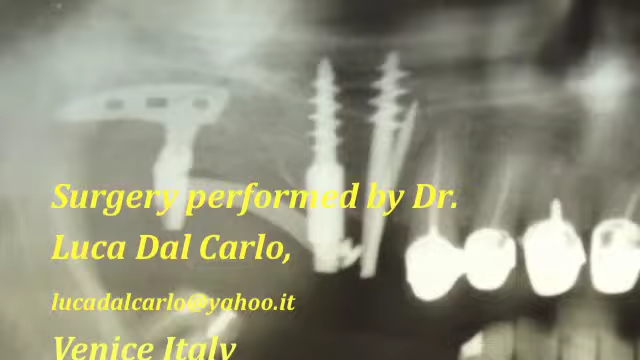 Surgery performed by Dr.
Luca Dal Carlo,
lucadalcarlo@yahoo.it
Venice Italy